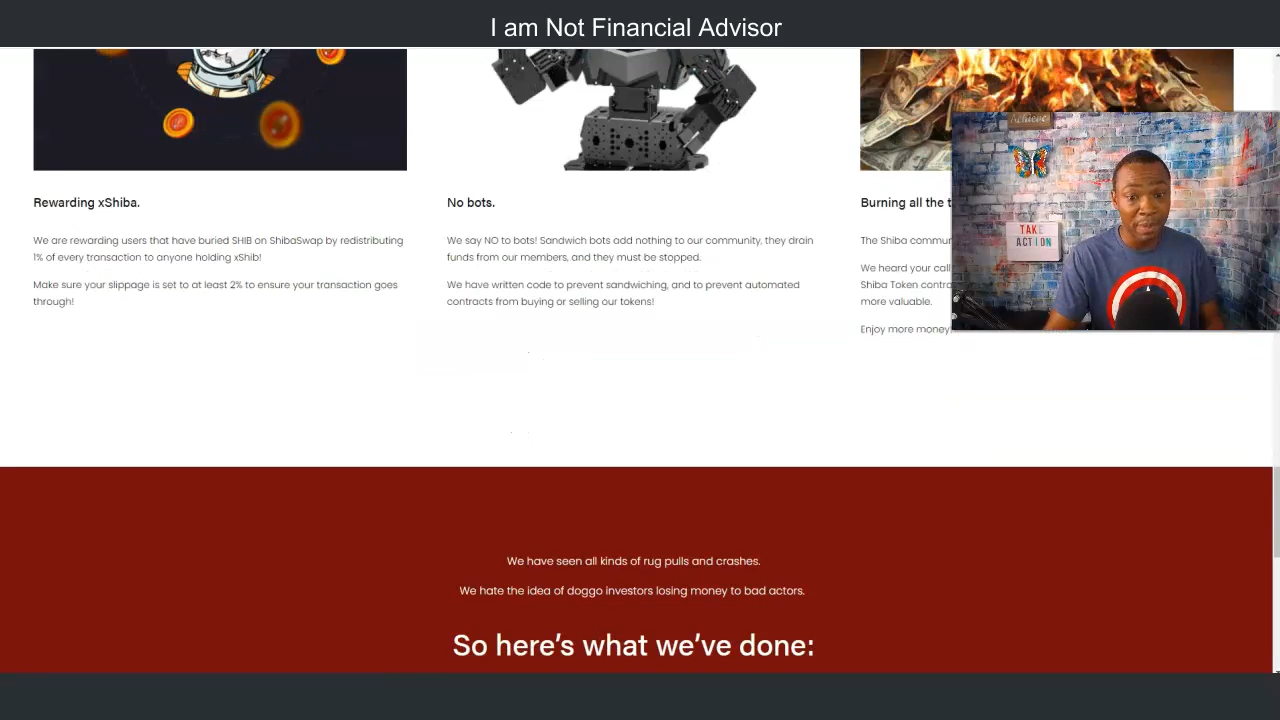 I am Not Financial Advisor
Rewarding xShiba.
We are rewarding users that have buried SHIB on ShibaSwap by redistributing
1% of every transaction to anyone holding xShib!
Make sure your slippage is set to at least 2% to ensure your transaction goes
through!
No bots.
We say NO to bots! Sandwich bots add nothing to our community, they drain
funds from our members, and they must be stopped.
We have written code to prevent sandwiching, and to prevent automated
contracts from buying or selling our tokens!
Burning all the t
The Shiba commun
We heard your call
Shiba Token contra
more valuable.
Enjoy more money
Achieve
TAKE
ACTION
We have seen all kinds of rug pulls and crashes.
We hate the idea of doggo investors losing money to bad actors.
So here's what we've done: